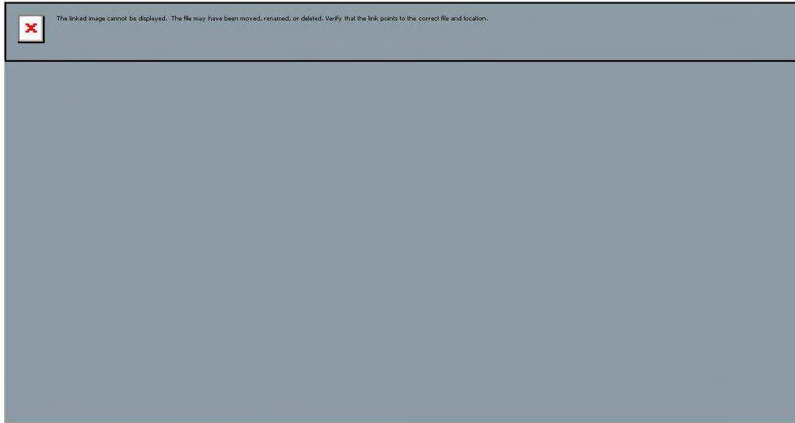 The linked image cannot be displayed. The file may have been moved, renamed, or deleted. Verify that the link points to the correct file and location.